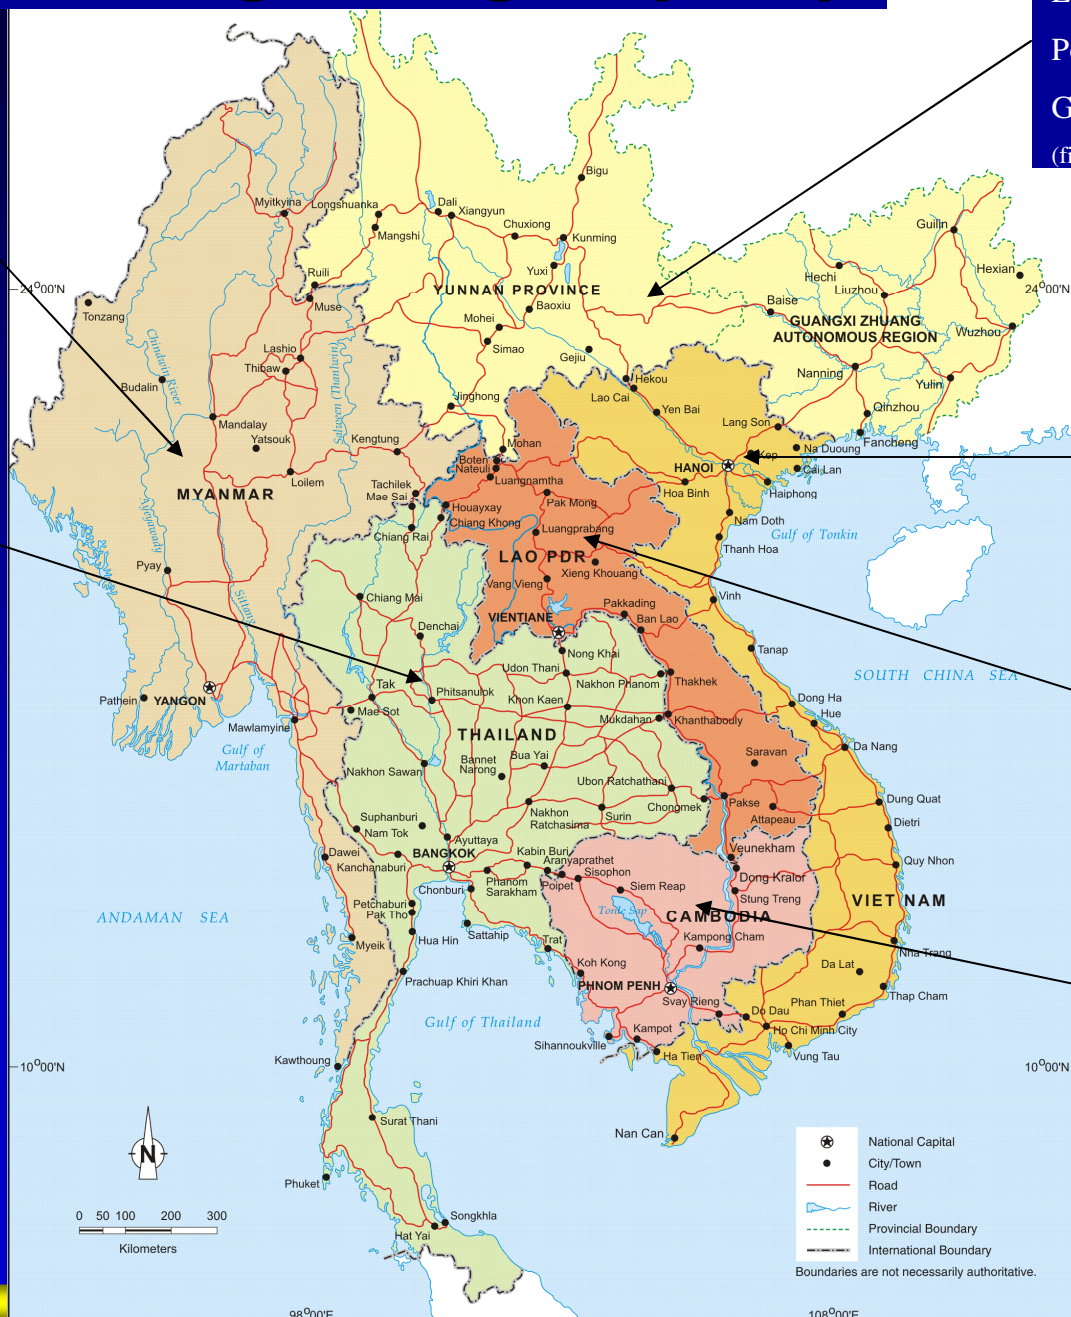 (fi
Bigu
Myitkyina
Longshuanka
Dali
Xiangyun
Mangshi
Chuxiong
Kunming
Guilin
Yuxi
Ruili
Hechi
Hexian
24°00'N
YUNNAN PROVINCE
Liuzhou
24°00'N
Tonzang
Muse
Baoxiu
Baise
Mohei
GUANGXI ZHUANG
AUTONOMOUS REGION
Wuzhou
Simao
Lashio
Thibaw
Gejiu
Nanning
Chindwin River
Salween (Thanlwin)
Budalin
Hekou
Yulin
Lao Cai
Jinghong
Yen Bai
Qinzhou
Mandalay
Lang Son
Yatsouk
Kengtung
Mohan
Fancheng
Na Duoung
Kep
Boten
Nateuli
HANOI
Cai Lan
Loilem
Luangnamtha
Tachilek
Mae Sai
Hoa Binh
Haiphong
MYANMAR
Pak Mong
Houayxay
Chiang Khong
Nam Doth
Ayeyawady
Luangprabang
Gulf of Tonkin
Chiang Rai
Thanh Hoa
LAO PDR
Pyay
Xieng Khouang
Vang Vieng
Sittang
Chiang Mai
Vinh
Pakkading
VIENTIANE
Ban Lao
Denchai
Tanap
Nong Khai
Udon Thani
SOUTH CHINA SEA
Nakhon Phanom
Thakhek
Tak
Phitsanulok
Pathein
YANGON
Khon Kaen
Dong Ha
Mae Sot
Mukdahan
Khanthabouly
Hue
Mawlamyine
THAILAND
Gulf of
Martaban
Da Nang
Saravan
Bannet
Narong
Bua Yai
Nakhon Sawan
Ubon Ratchathani
Dung Quat
Chongmek
Pakse
Nakhon
Ratchasima
Surin
Attapeau
Suphanburi
Dietri
Nam Tok
Ayuttaya
Veunekham
Dawei
BANGKOK
Kabin Buri
Aranyaprathet
Quy Nhon
Kanchanaburi
Sisophon
Phanom
Sarakham
Poipet
Dong Kralor
Chonburi
Siem Reap
Stung Treng
Petchaburi
VIET NAM
Pak Tho
Tonle Sap
CAMBODIA
ANDAMAN SEA
Sattahip
Hua Hin
Myeik
Trat
Kampong Cham
Nha Trang
Koh Kong
Da Lat
Prachuap Khiri Khan
PHNOM PENH
Thap Cham
Svay Rieng
Phan Thiet
Do Dau
Gulf of Thailand
Kampot
Ho Chi Minh City
Sihannoukville
Vung Tau
Ha Tien
Kawthoung
10°00'N
10°00'N
Surat Thani
Nan Can
N
National Capital
City/Town
Phuket
Road
River
Songkhla
0 50 100 200 300
Provincial Boundary
Hat Yai
Kilometers
International Boundary
Boundaries are not necessarily authoritative.
98°00'E
108°00'E